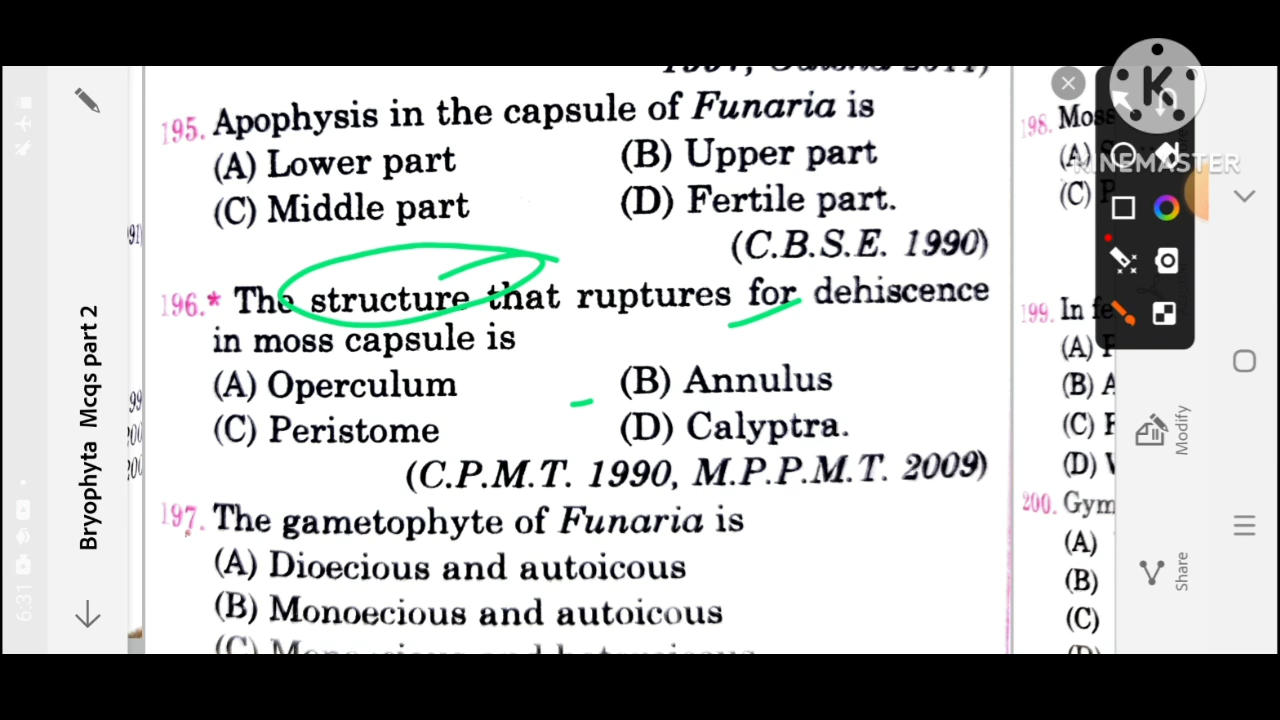 195. Apophysis in the capsule of Funaria is
(A) Lower part (B) Upper part
(C) Middle part (D) Fertile part.
(C.B.S.E. 1990)
196.* The structure that ruptures for dehiscence
in moss capsule is
(A) Operculum (B) Annulus
(C) Peristome (D) Calyptra.
(C.P.M.T. 1990, M.P.P.M.T. 2009)
197. The gametophyte of Funaria is
(A) Dioecious and autoicous
(B) Monoecious and autoicous
198. Moss
(A)
(C)
199. In
(A)
(B) A
(C)
(D)
200. Gym
(A)
(B)
(C)
Bryophyta Mcqs part 2
6:31
K
KINEMASTER
Modify
Share